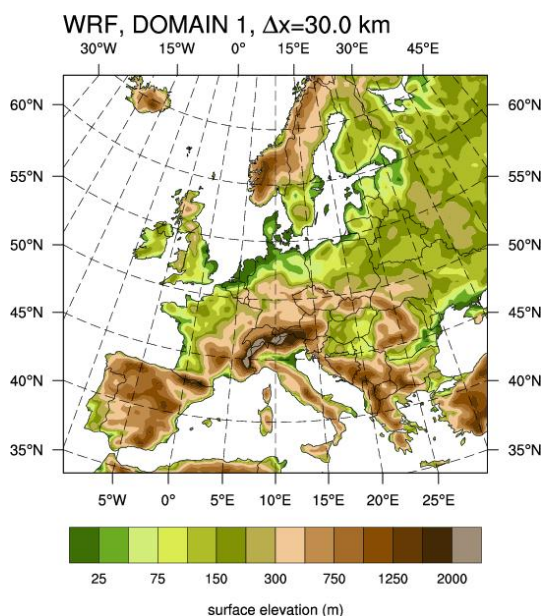 WRF, DOMAIN 1, Δx=30.0 km
30°W 15°W 0° 15°E 30°E 45°E
60°N
55°N
50°N
45°N
40°N
35°N
60°N
55°N
50°N
45°N
40°N
35°N
5°W 0° 5°E 10°E 15°E 20°E 25°E
25 75 150 300 750 1250 2000
surface elevation (m)